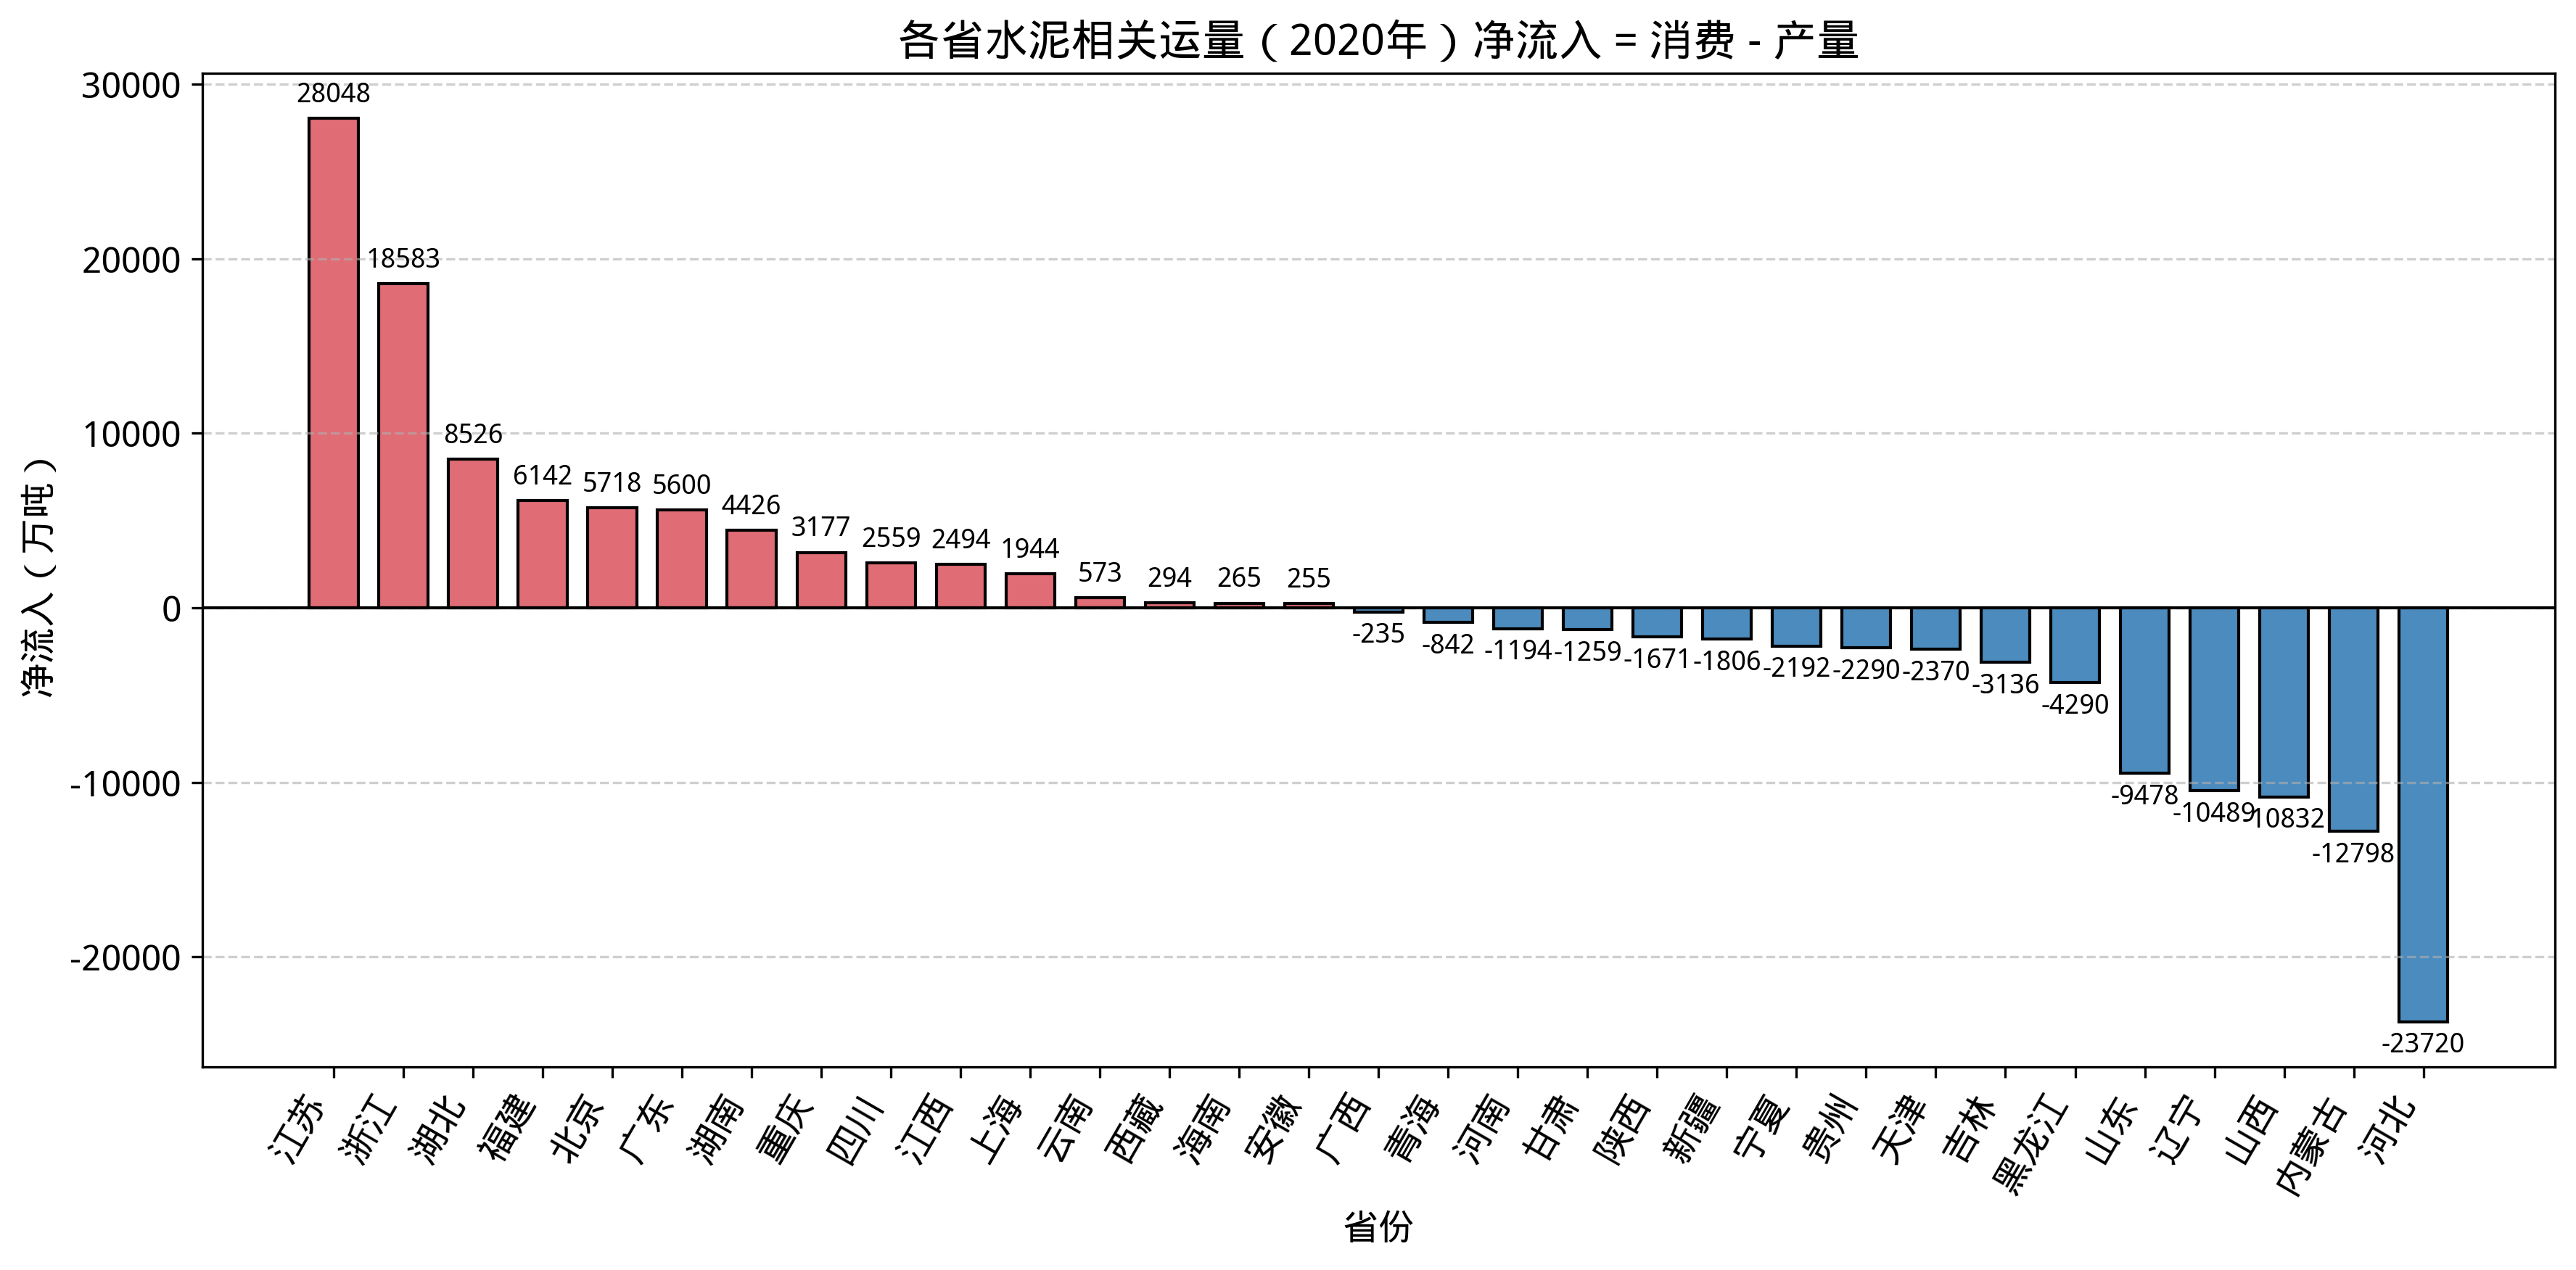 各省水泥相关运量（2020年）净流入 = 消费 - 产量
净流入（万吨）
30000
20000
10000
0
-10000
-20000
28048
18583
8526
6142
5718
5600
4426
3177
2559
2494
1944
573
294
265
255
-235
-842
-1194
-1259
-1671
-1806
-2192
-2290
-2370
-3136
-4290
-9478
-10489
-10832
-12798
-23720
江苏
浙江
湖北
福建
北京
广东
湖南
重庆
四川
江西
上海
云南
西藏
海南
安徽
广西
青海
河南
甘肃
陕西
新疆
宁夏
贵州
天津
吉林
黑龙江
山东
辽宁
山西
内蒙古
河北
省份